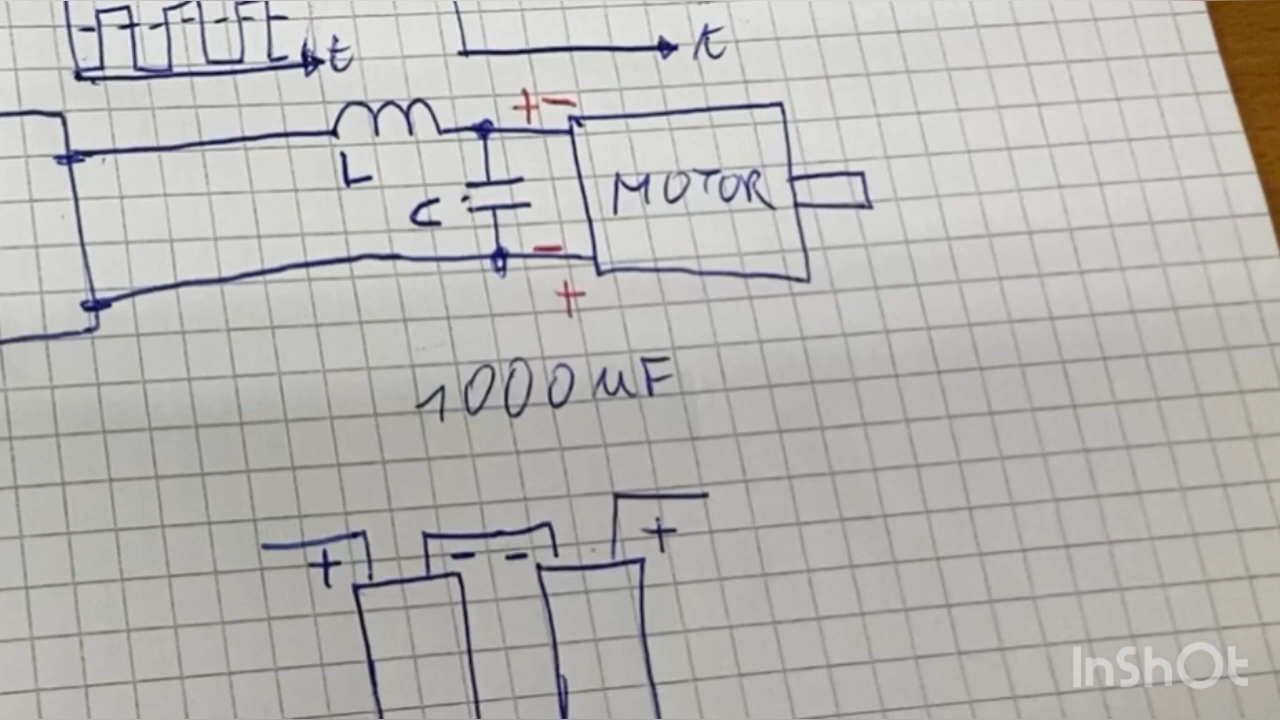 t t
+ -
L
C
MOTOR
-
+
1000 uF
+ - - +
InShOt